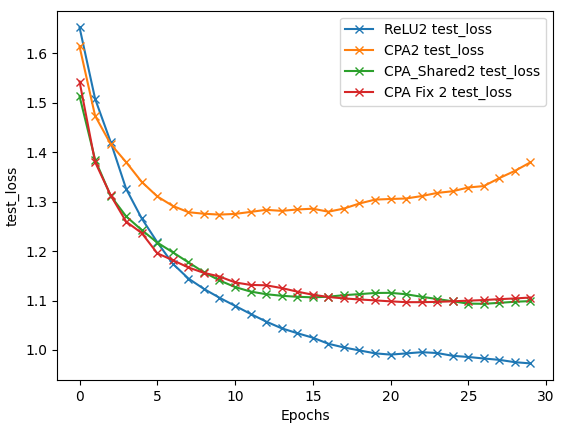 ReLU2 test_loss
CPA2 test_loss
CPA_Shared2 test_loss
CPA Fix 2 test_loss
1.6
1.5
1.4
1.3
1.2
1.1
1.0
test_loss
0 5 10 15 20 25 30
Epochs